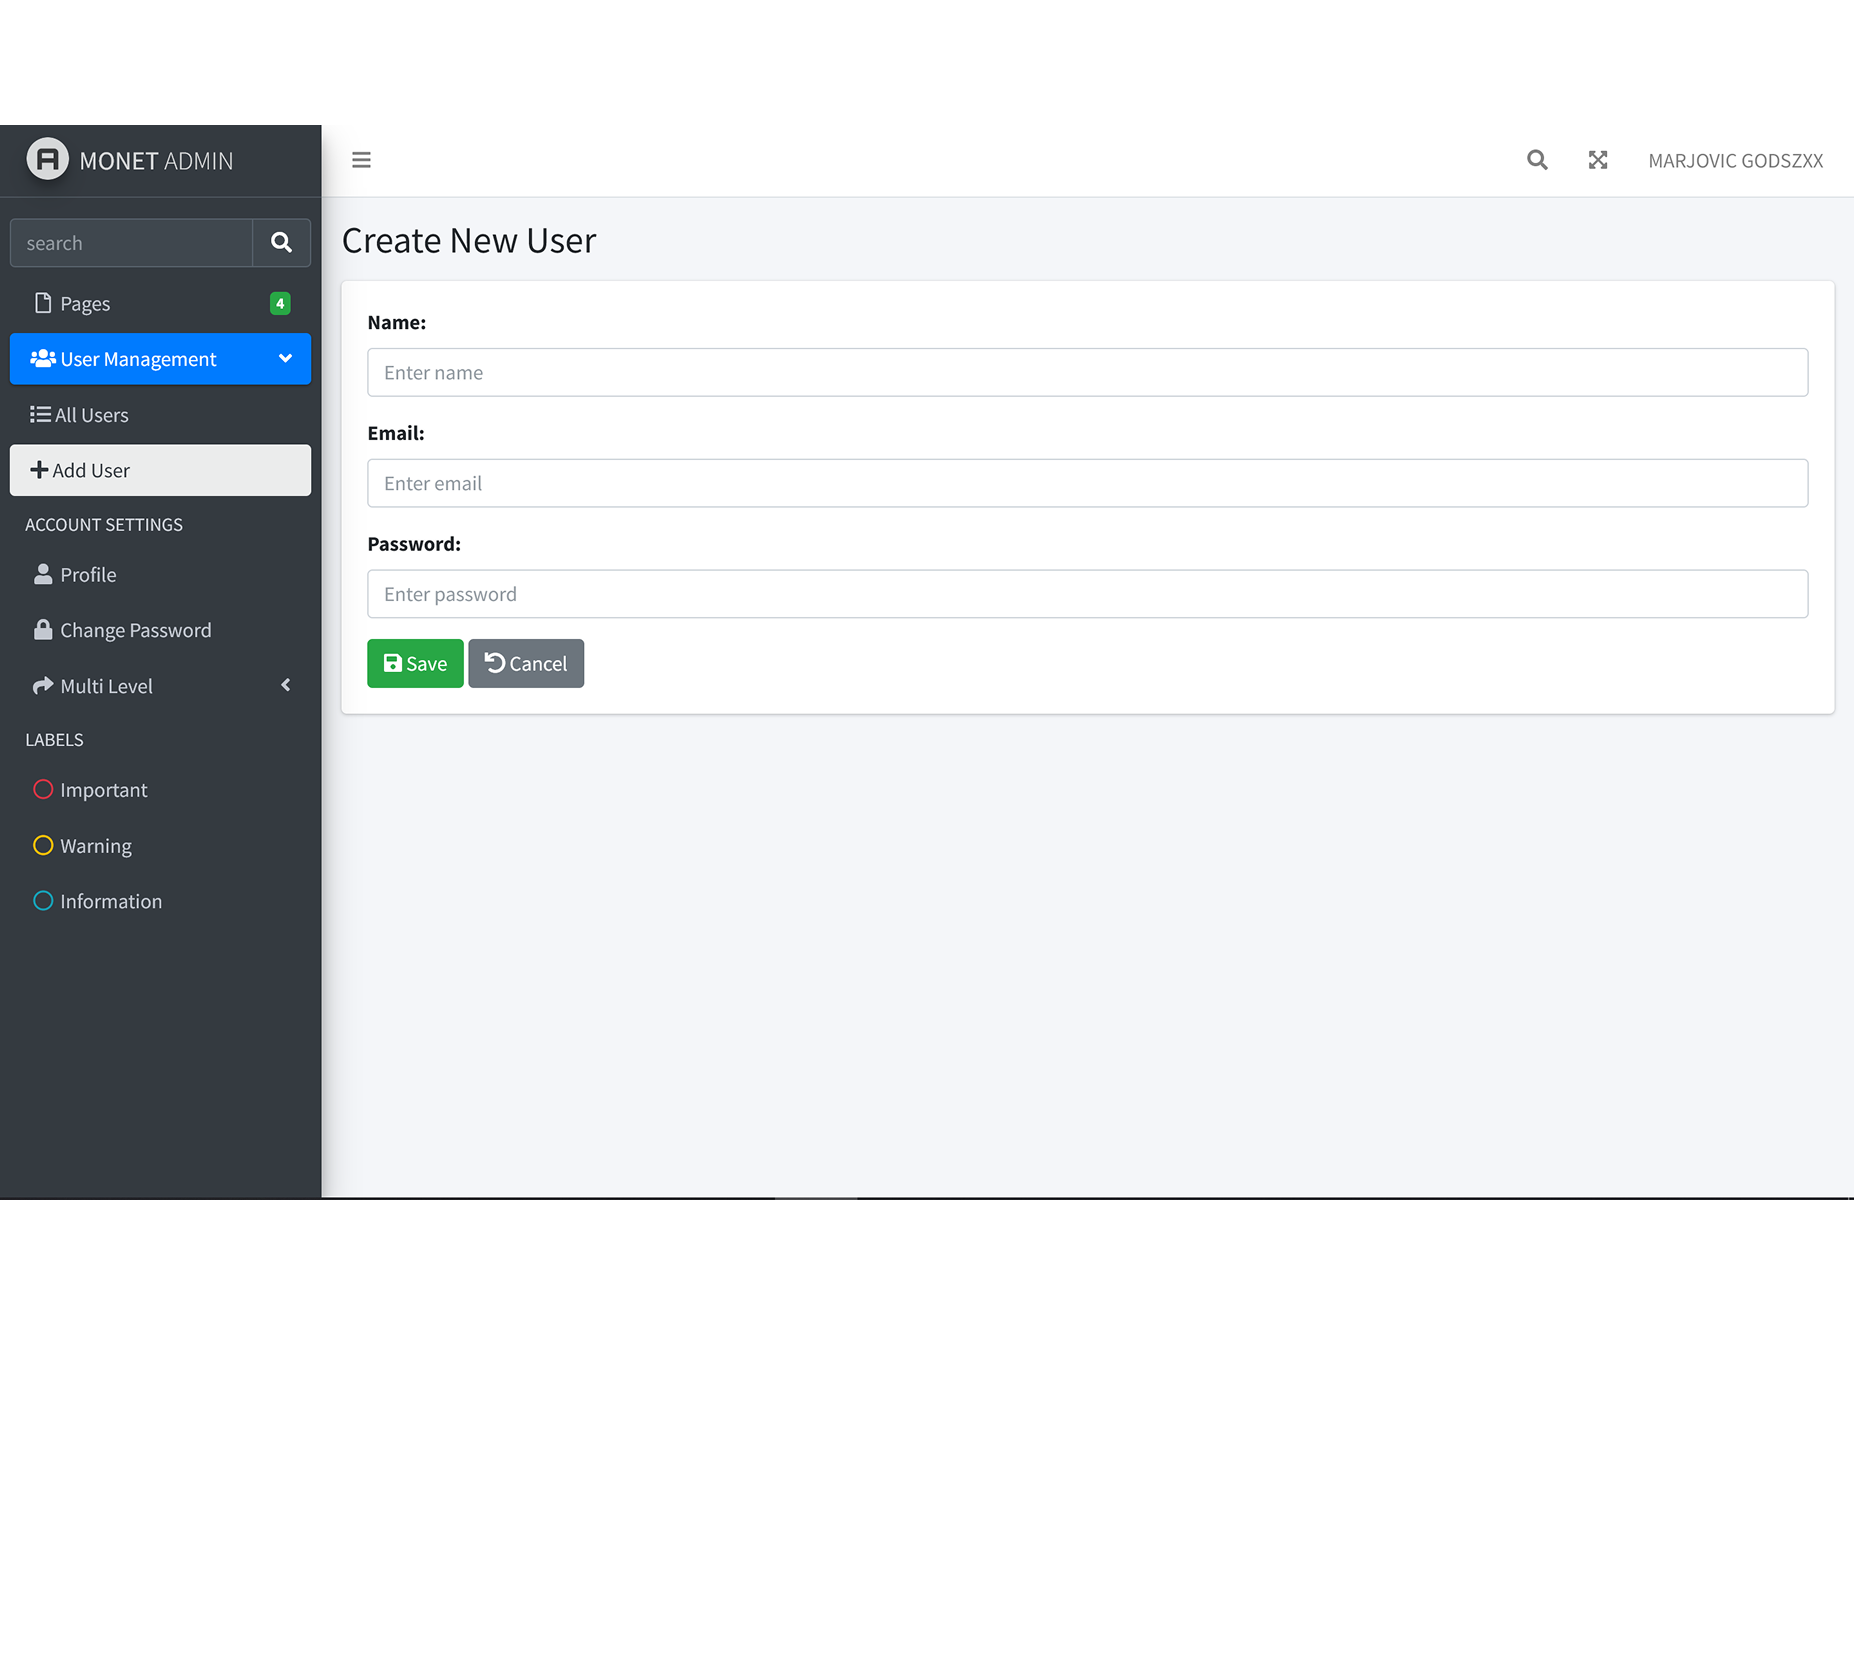 MONET ADMIN
MARJOVIC GODSZXX
search
Pages 4
User Management
All Users
Add User
ACCOUNT SETTINGS
Profile
Change Password
Multi Level
LABELS
Important
Warning
Information
Create New User
Name:
Enter name
Email:
Enter email
Password:
Enter password
Save Cancel